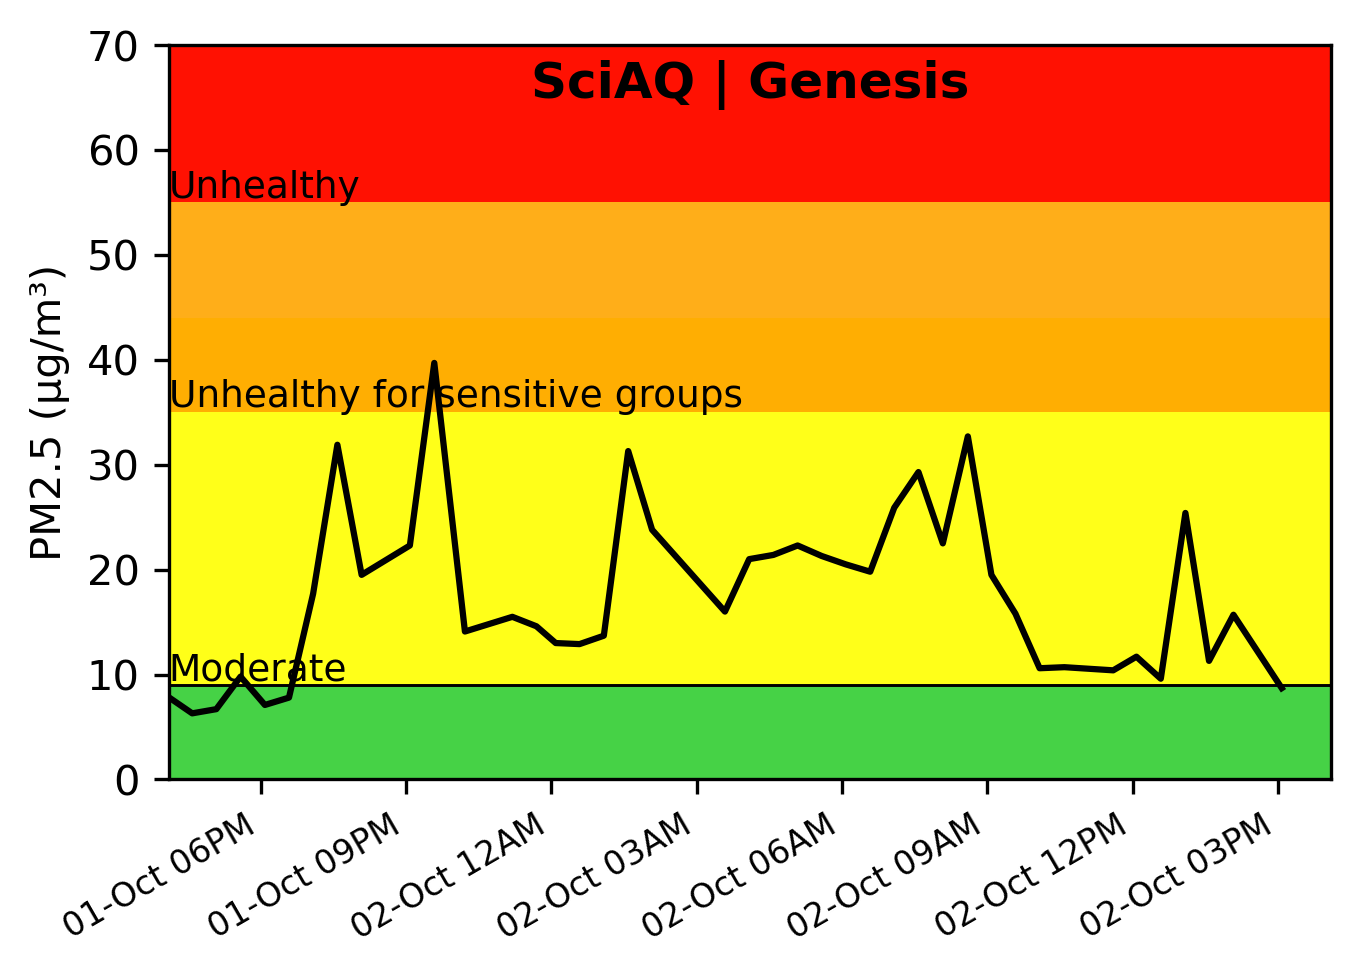 SciAQ | Genesis
PM2.5 (µg/m³)
70
60
50
40
30
20
10
0
Unhealthy
Unhealthy for sensitive groups
Moderate
01-Oct 06PM
01-Oct 09PM
02-Oct 12AM
02-Oct 03AM
02-Oct 06AM
02-Oct 09AM
02-Oct 12PM
02-Oct 03PM